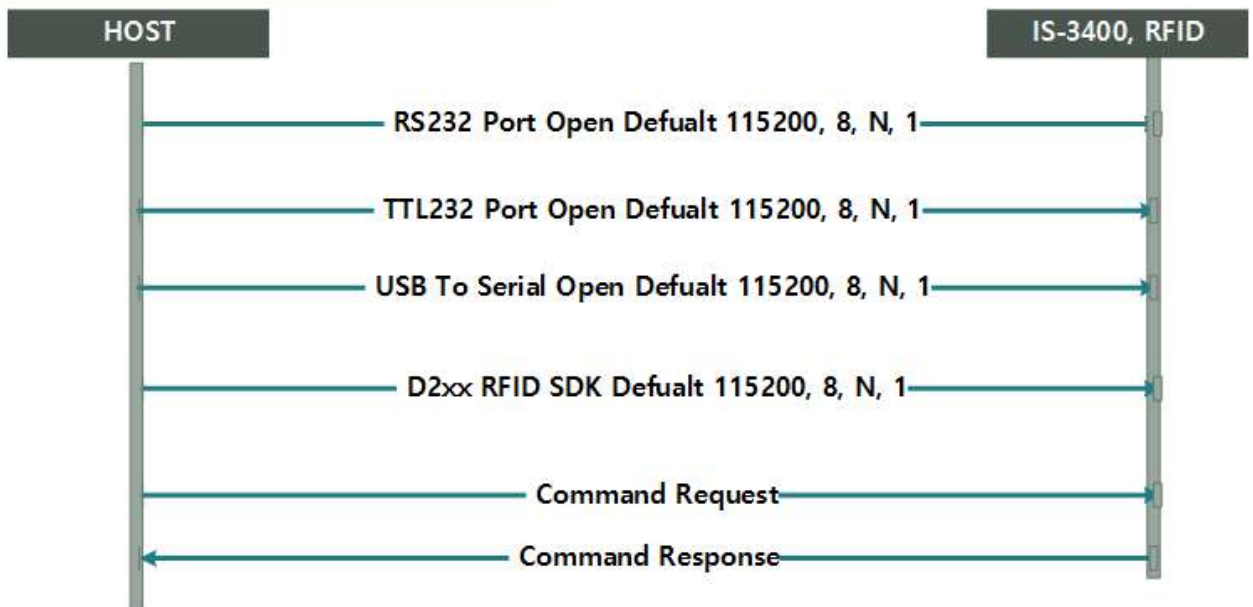 HOST
IS-3400, RFID
RS232 Port Open Defualt 115200, 8, N, 1
TTL232 Port Open Defualt 115200, 8, N, 1
USB To Serial Open Defualt 115200, 8, N, 1
D2xx RFID SDK Defualt 115200, 8, N, 1
Command Request
Command Response